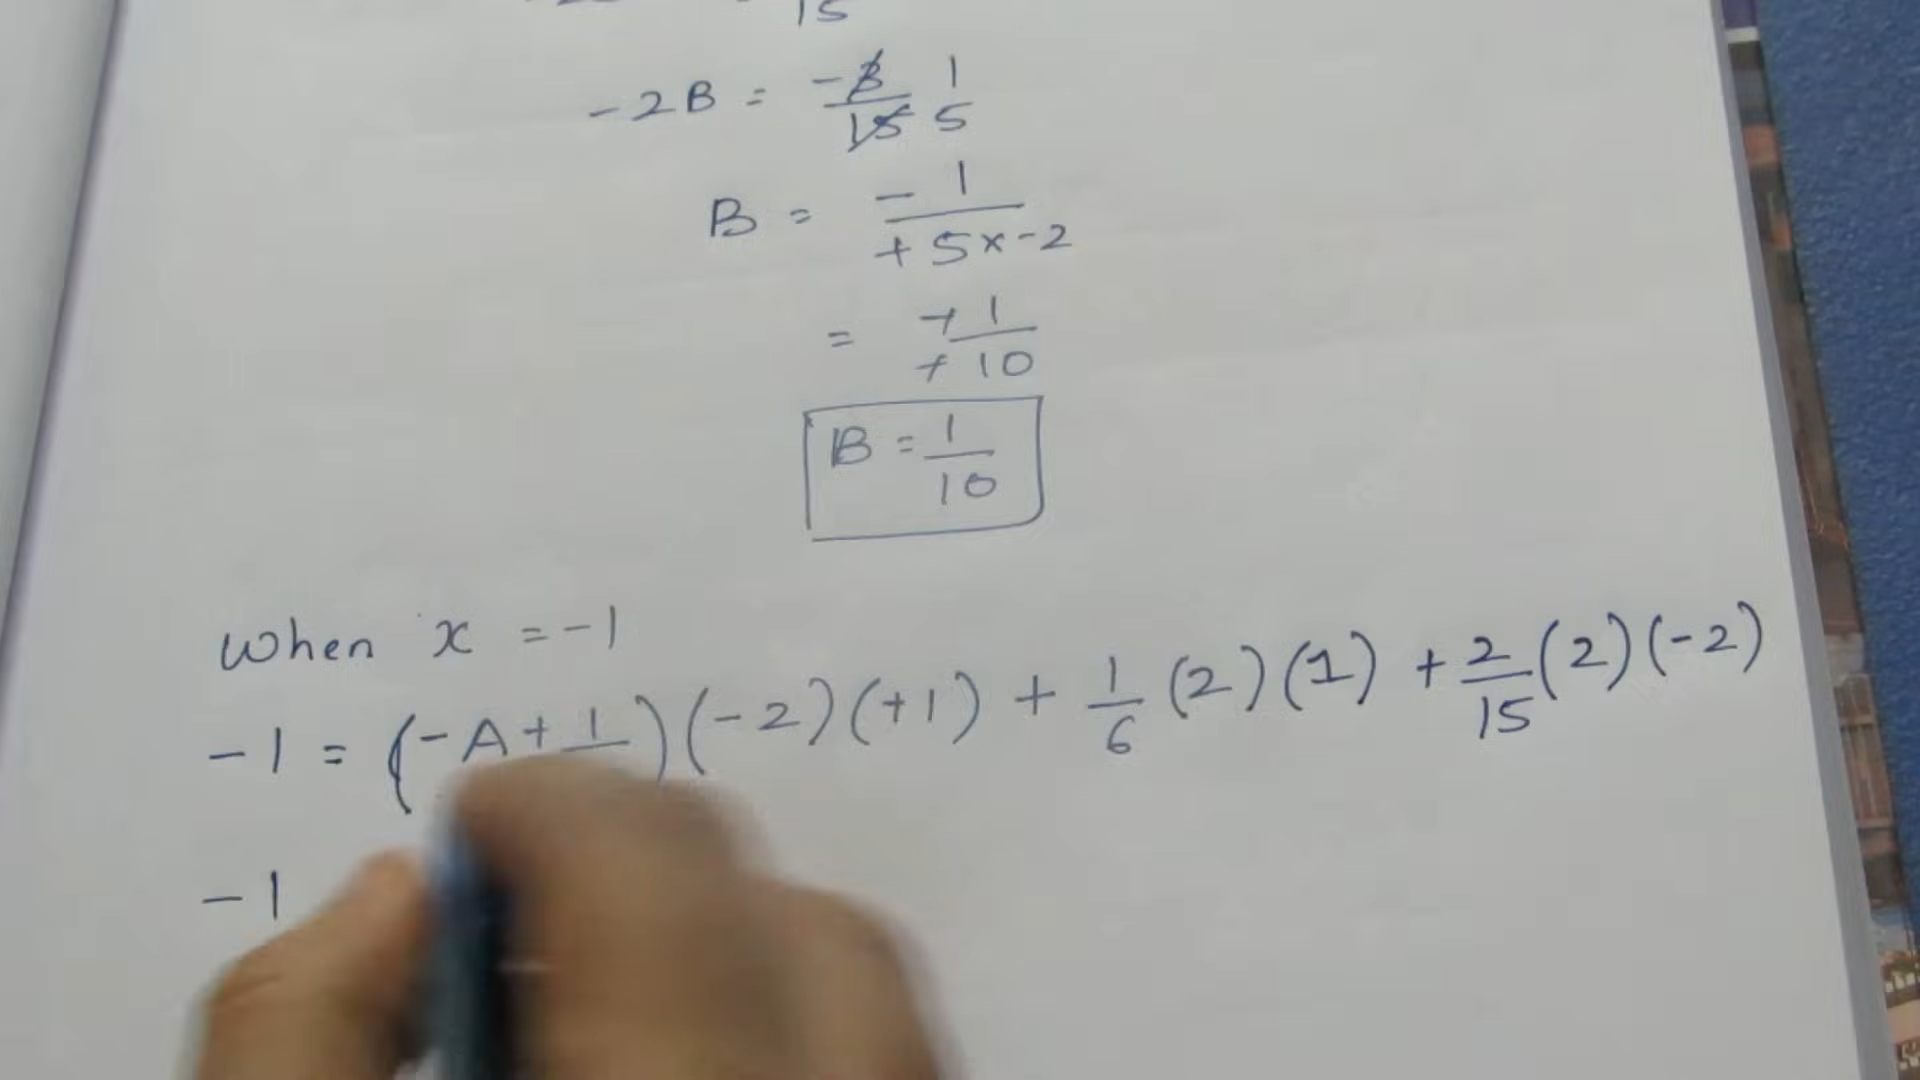 15
-2B = -3/15 1/5
B = -1/+5x-2
= +1/+10
B = 1/10
When x = -1
-1 = (-A + 1/ )(-2)(+1) + 1/6 (2)(1) + 2/15 (2)(-2)
-1